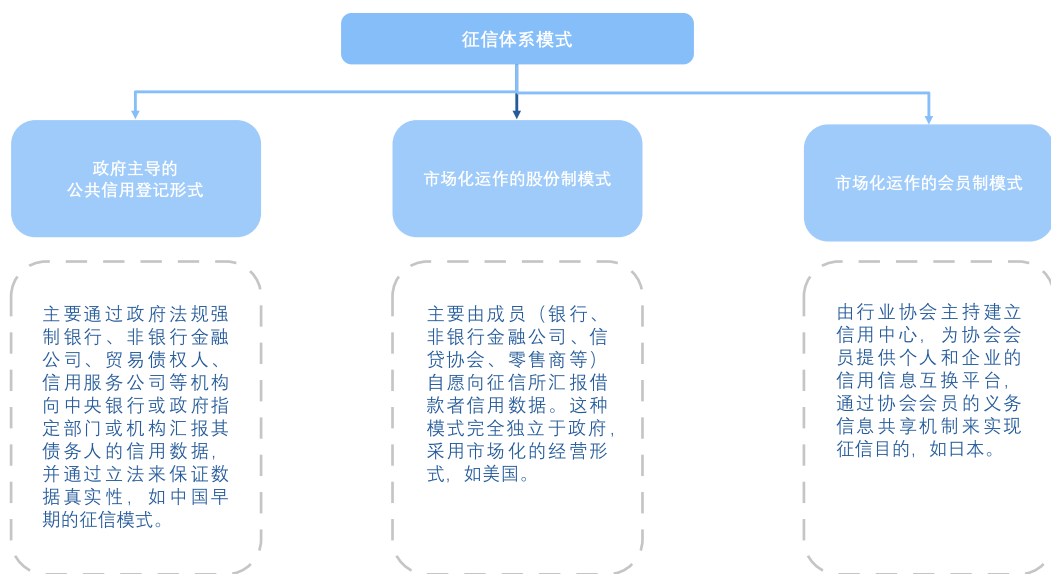 征信体系模式
政府主导的
公共信用登记形式
市场化运作的股份制模式
市场化运作的会员制模式
主要通过政府法规强
制银行、非银行金融
公司、贸易债权人、
信用服务公司等机构
向中央银行或政府指
定部门或机构汇报其
债务人的信用数据，
并通过立法来保证数
据真实性，如中国早
期的征信模式。
主要由成员（银行、
非银行金融公司、信
贷协会、零售商等）
自愿向征信所汇报借
款者信用数据。这种
模式完全独立于政府，
采用市场化的经营形
式，如美国。
由行业协会主持建立
信用中心，为协会会
员提供个人和企业的
信用信息互换平台，
通过协会会员的义务
信息共享机制来实现
征信目的，如日本。